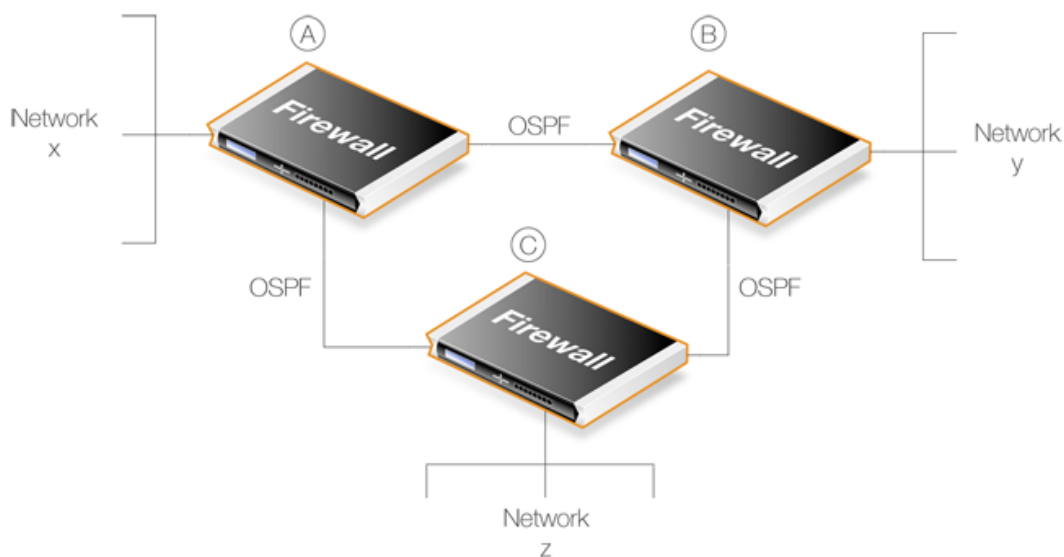 A
B
Firewall
Firewall
Network
x
OSPF
Network
y
C
OSPF
OSPF
Firewall
Network
z